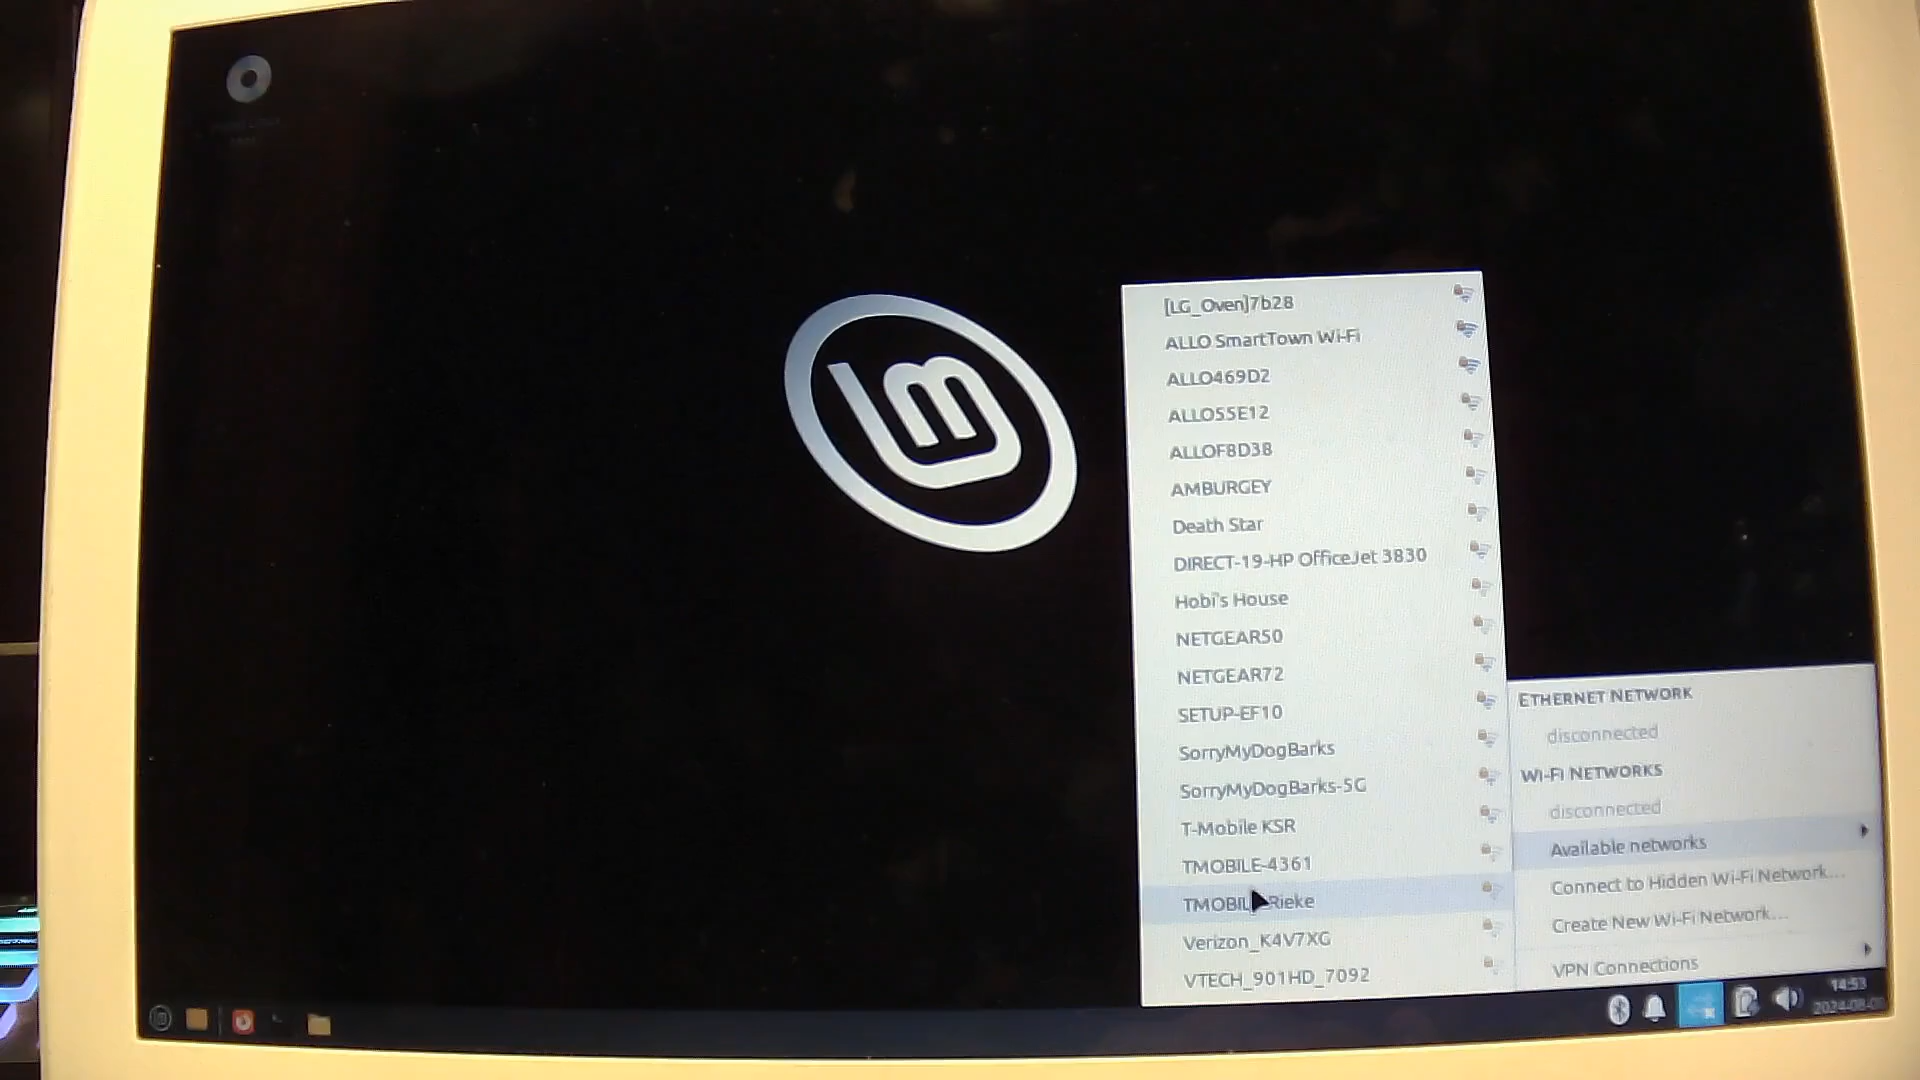 [LG_Oven]7b28
ALLO SmartTown Wi-Fi
ALLO469D2
ALLO55E12
ALLOF8D38
AMBURGEY
Death Star
DIRECT-19-HP OfficeJet 3830
Hobi's House
NETGEAR50
NETGEAR72
SETUP-EF10
SorryMyDogBarks
SorryMyDogBarks-5G
T-Mobile KSR
TMOBILE-4361
Rieke
Verizon_K4V7XG
VTECH_901HD_7092
ETHERNET NETWORK
disconnected
WI-FI NETWORKS
disconnected
Available networks
Connect to Hidden Wi-Fi Network...
Create New Wi-Fi Network...
VPN Connections
14:53